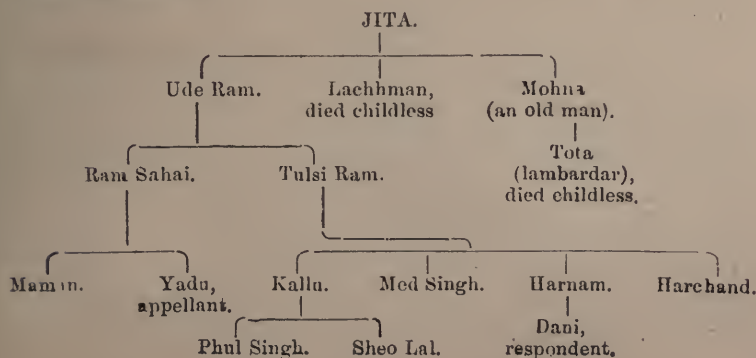 JITA.
Ude Ram. Lachhman, Mohna
died childless (an old man).
Tota
Ram Sahai. Tulsi Ram. (lambardar),
died childless.
Yadu, Kallu. Med Singh. Harnam. Harchand.
appellant.
Dani,
Phul Singh. Sheo Lal. respondent.